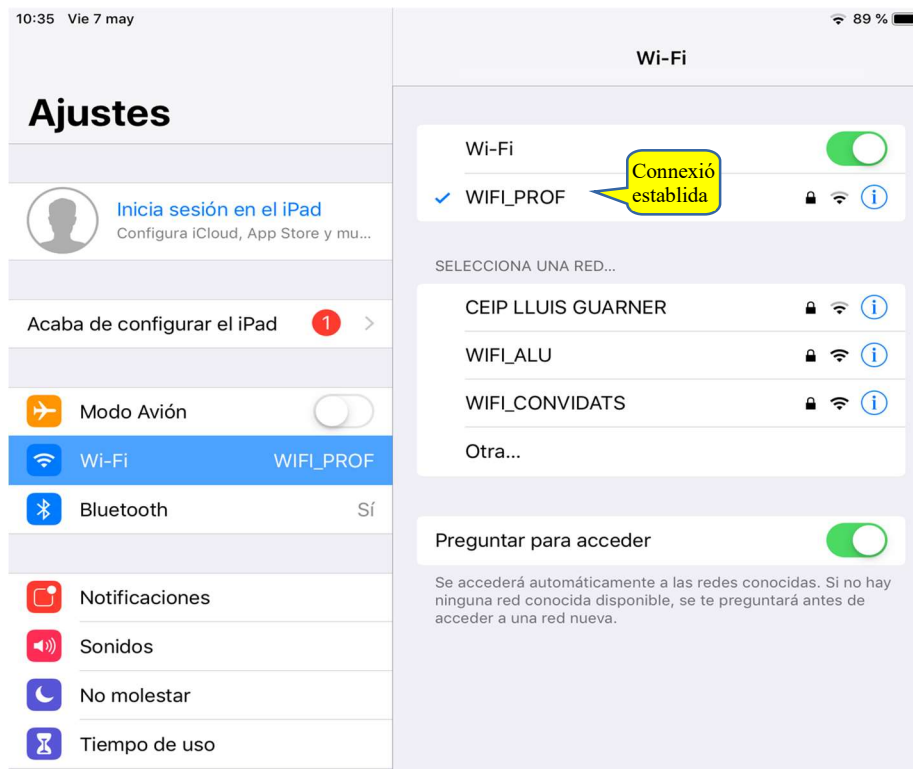 10:35 Vie 7 may
89 %
Ajustes
Inicia sesión en el iPad
Configura iCloud, App Store y mu...
Acaba de configurar el iPad 1
Modo Avión
Wi-Fi WIFI_PROF
Bluetooth Sí
Notificaciones
Sonidos
No molestar
Tiempo de uso
Wi-Fi
Wi-Fi
WIFI_PROF
Connexió
establida
SELECCIONA UNA RED...
CEIP LLUIS GUARNER
WIFI_ALU
WIFI_CONVIDATS
Otra...
Preguntar para acceder
Se accederá automáticamente a las redes conocidas. Si no hay
ninguna red conocida disponible, se te preguntará antes de
acceder a una red nueva.